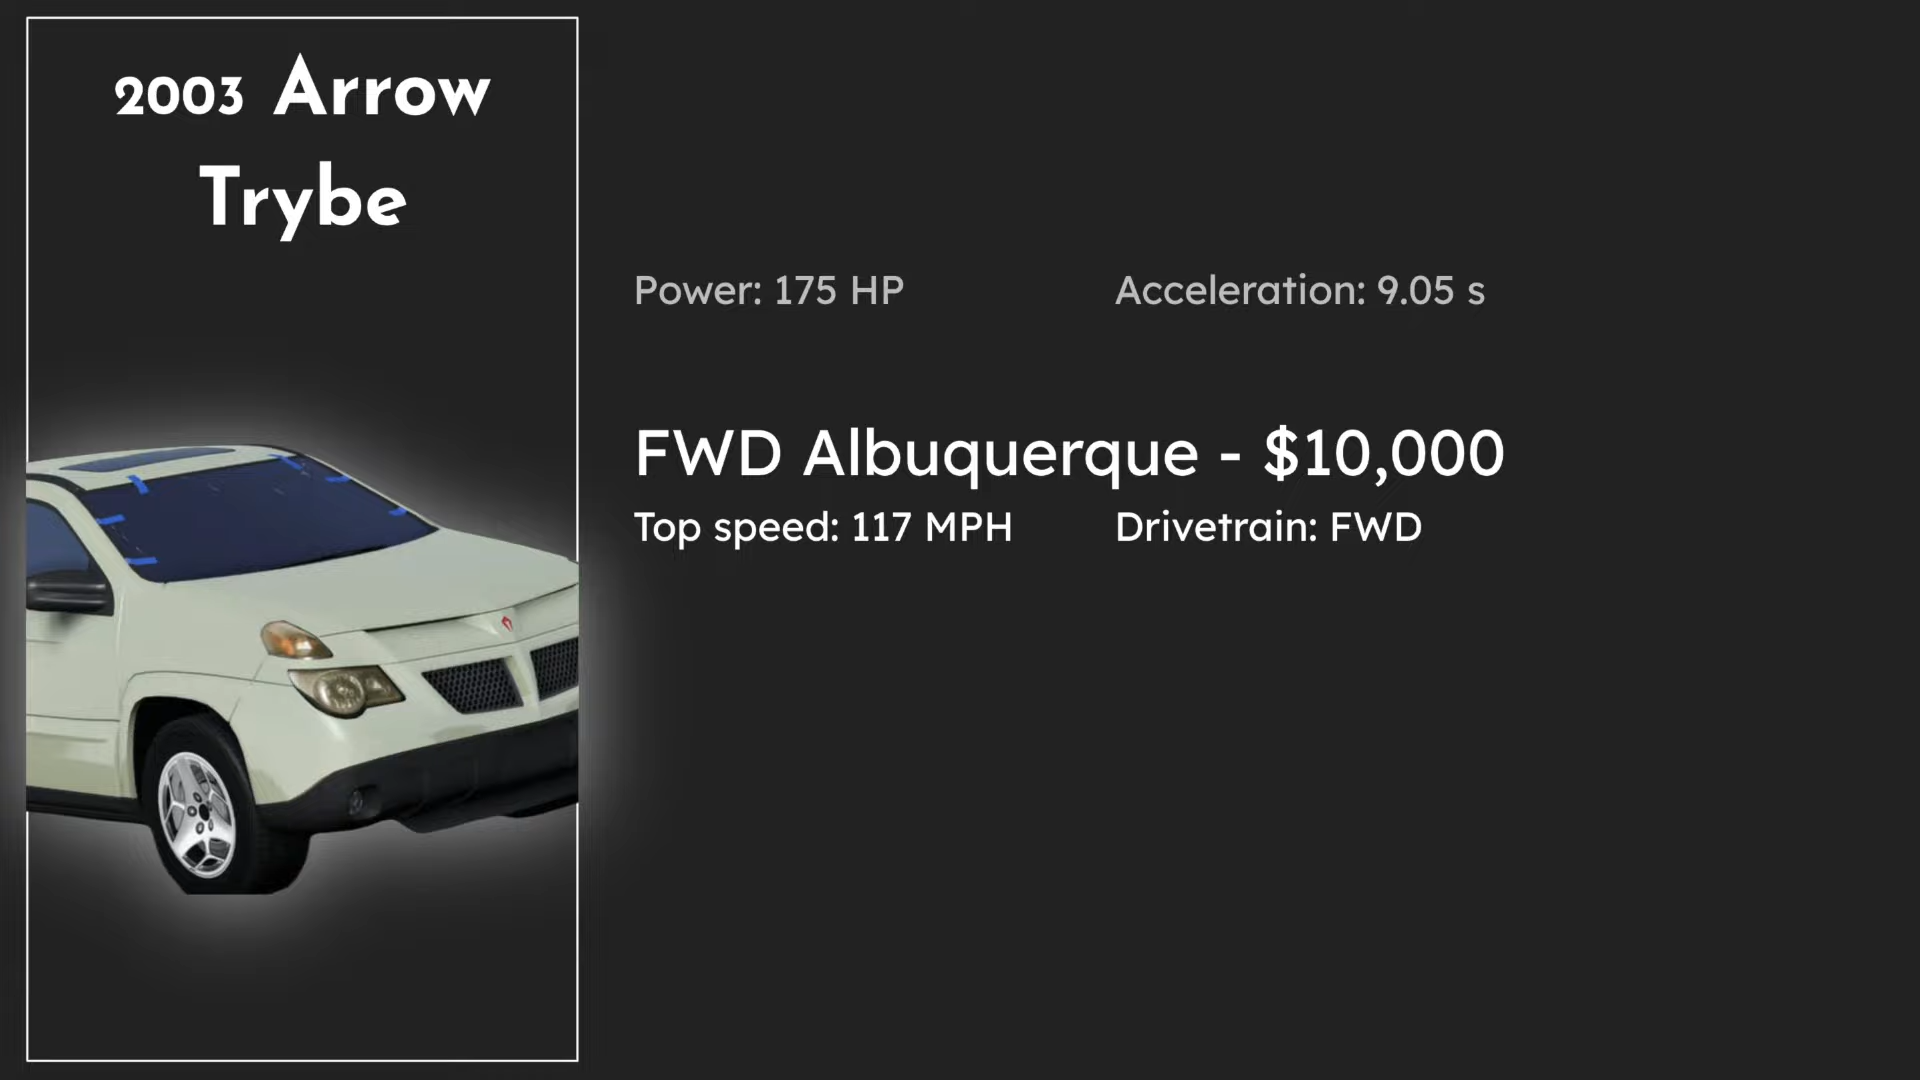 2003 Arrow
Trybe
Power: 175 HP
Acceleration: 9.05 s
FWD Albuquerque - $10,000
Top speed: 117 MPH
Drivetrain: FWD